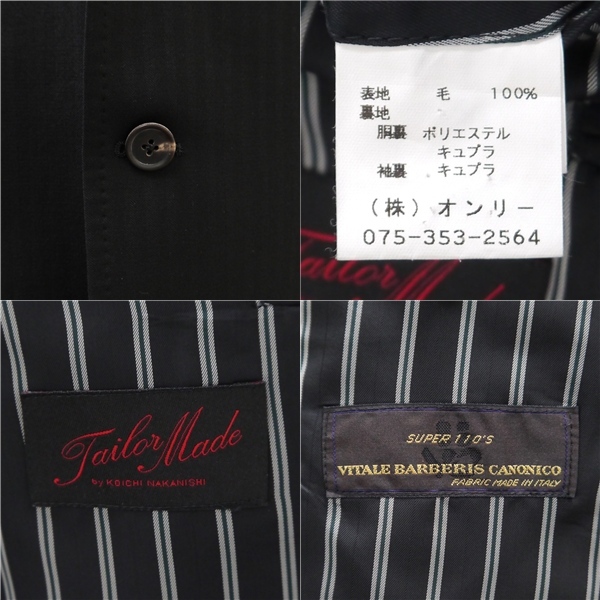 表地 毛 100%
裏地
胴裏 ポリエステル
キュプラ
袖裏 キュプラ
(株)オンリー
075-353-2564
Tailor Made
Tailor Made
by KOICHI NAKANISHI
SUPER 110'S
VITALE BARBERIS CANONICO
FABRIC MADE IN ITALY